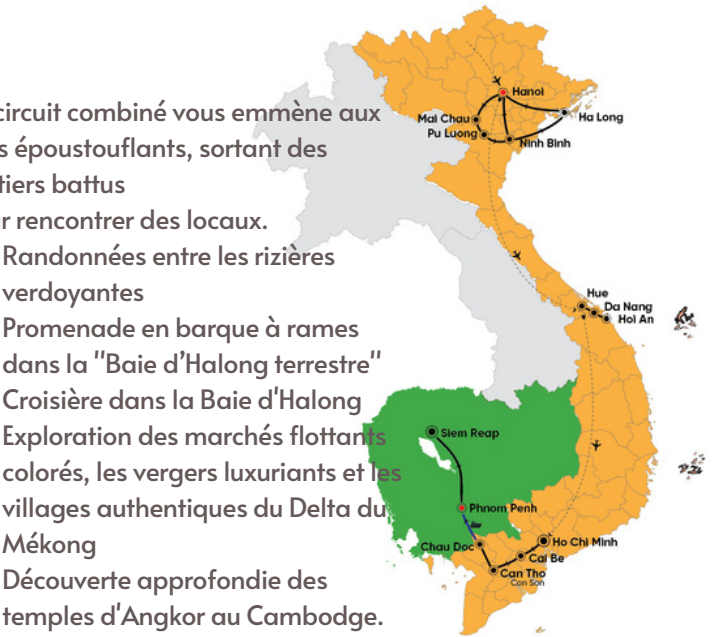 circuit combiné vous emmène aux
s époustouflants, sortant des
tiers battus
r rencontrer des locaux.
Randonnées entre les rizières
verdoyantes
Promenade en barque à rames
dans la "Baie d'Halong terrestre"
Croisière dans la Baie d'Halong
Exploration des marchés flottants
colorés, les vergers luxuriants et les
villages authentiques du Delta du
Mékong
Découverte approfondie des
temples d'Angkor au Cambodge.
Hanoi
Mai Chau
Ha Long
Pu Luong
Ninh Binh
Hue
Da Nang
Hoi An
Siem Reap
Phnom Penh
Chau Doc
Ho Chi Minh
Cai Be
Can Tho
Con Son